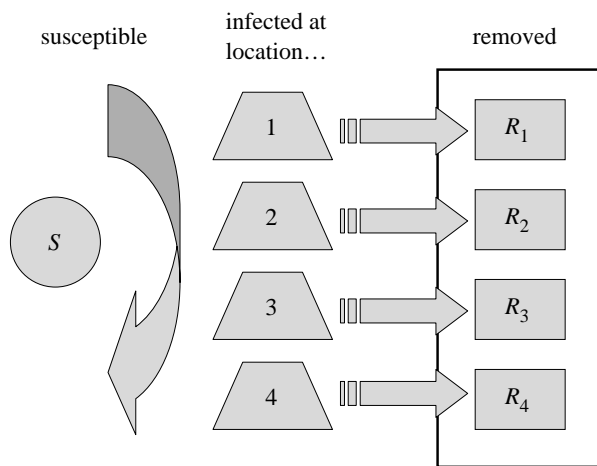 susceptible
infected at
location…
removed
S
1
2
3
4
R1
R2
R3
R4